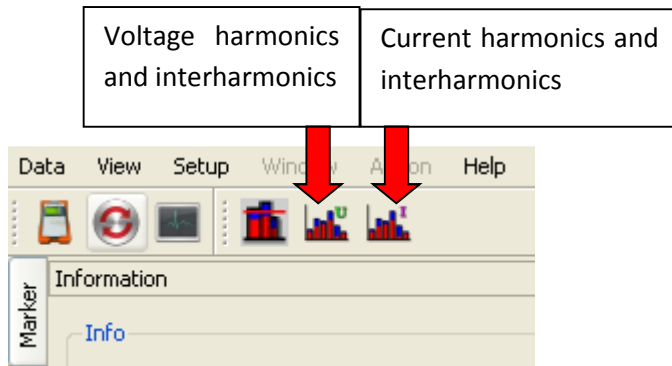 Voltage harmonics
and interharmonics
Current harmonics and
interharmonics
Data View Setup Help
U I
Marker
Information
Info